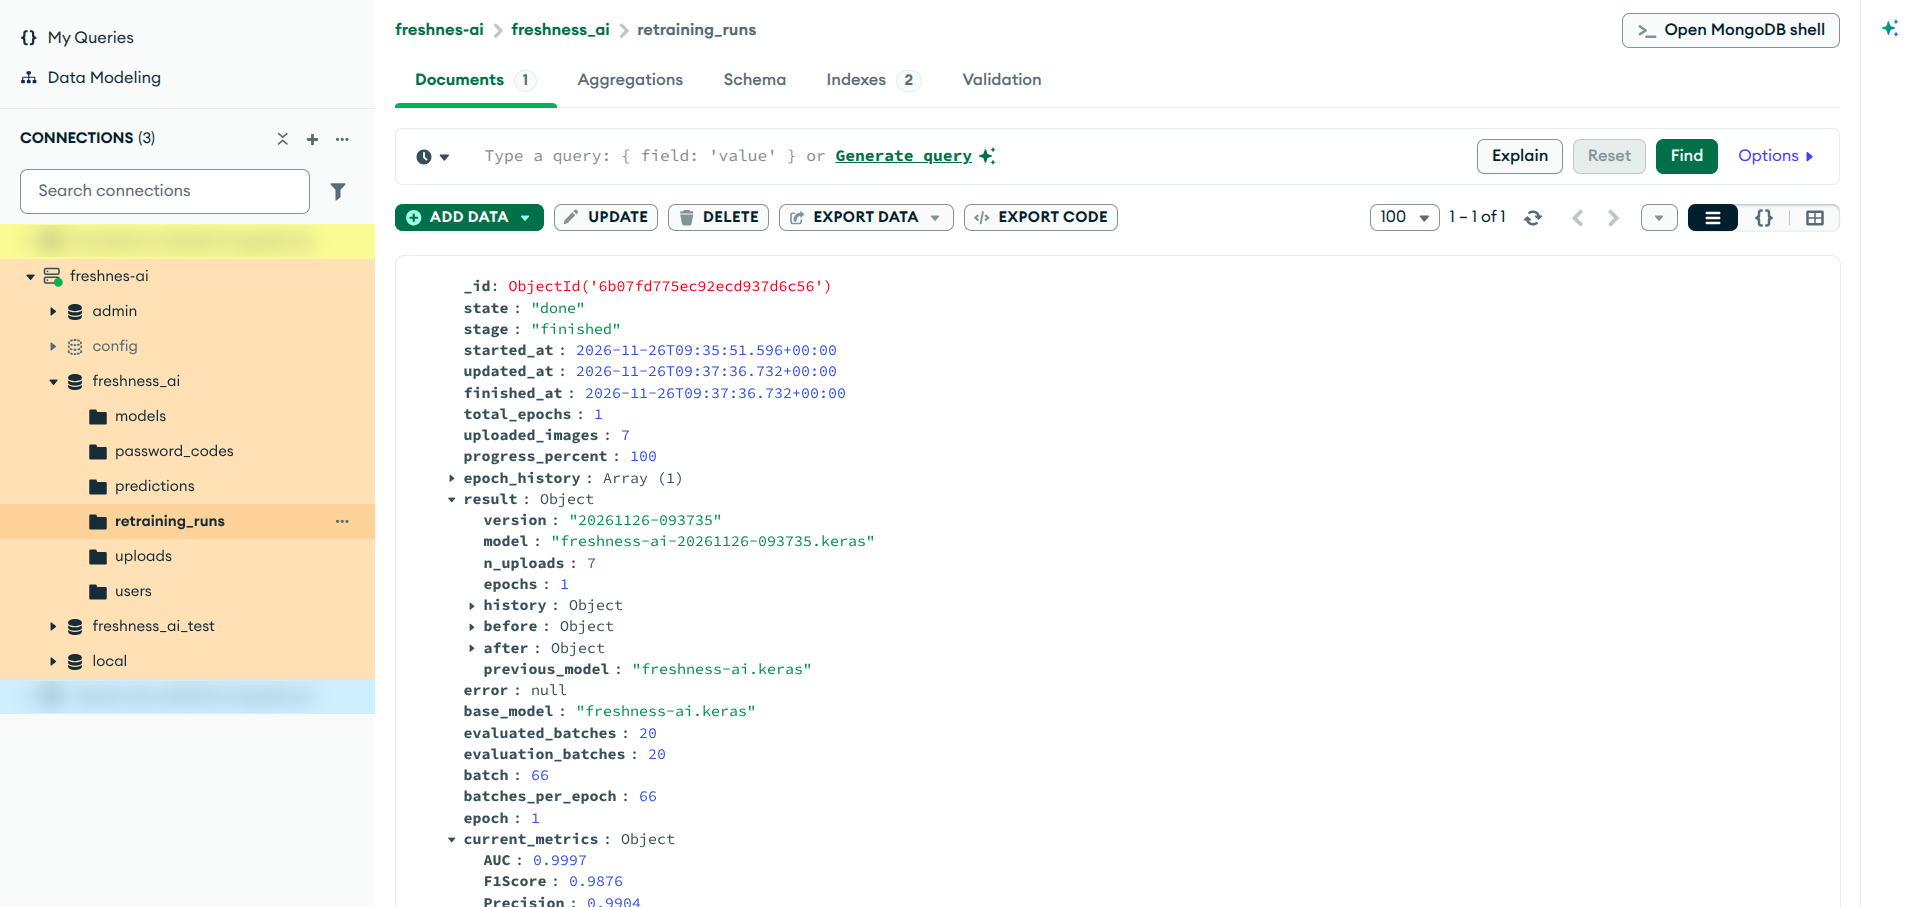 My Queries
Data Modeling
CONNECTIONS (3)
Search connections
freshnes-ai
admin
config
freshness_ai
models
password_codes
predictions
retraining_runs
uploads
users
freshness_ai_test
local
freshnes-ai > freshness_ai > retraining_runs
>_ Open MongoDB shell
Documents 1 Aggregations Schema Indexes 2 Validation
Type a query: { field: 'value' } or Generate query
Explain Reset Find Options
ADD DATA UPDATE DELETE EXPORT DATA </> EXPORT CODE
100 1 – 1 of 1 {}
_id: ObjectId('6b07fd775ec92ecd937d6c56')
state : "done"
stage : "finished"
started_at : 2026-11-26T09:35:51.596+00:00
updated_at : 2026-11-26T09:37:36.732+00:00
finished_at : 2026-11-26T09:37:36.732+00:00
total_epochs : 1
uploaded_images : 7
progress_percent : 100
epoch_history : Array (1)
result : Object
version : "20261126-093735"
model : "freshness-ai-20261126-093735.keras"
n_uploads : 7
epochs : 1
history : Object
before : Object
after : Object
previous_model : "freshness-ai.keras"
error : null
base_model : "freshness-ai.keras"
evaluated_batches : 20
evaluation_batches : 20
batch : 66
batches_per_epoch : 66
epoch : 1
current_metrics : Object
AUC : 0.9997
F1Score : 0.9876
Precision : 0.9904